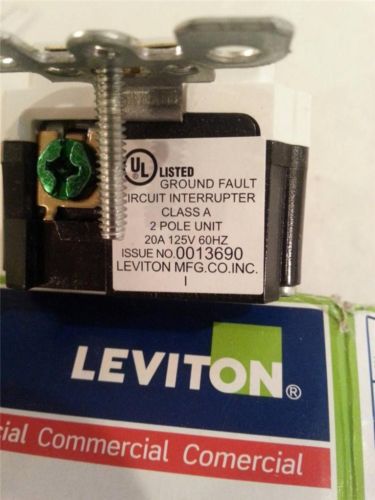 UL LISTED
GROUND FAULT
CIRCUIT INTERRUPTER
CLASS A
2 POLE UNIT
20A 125V 60HZ
ISSUE NO. 0013690
LEVITON MFG.CO.INC.
I
LEVITON®
Commercial Comercial